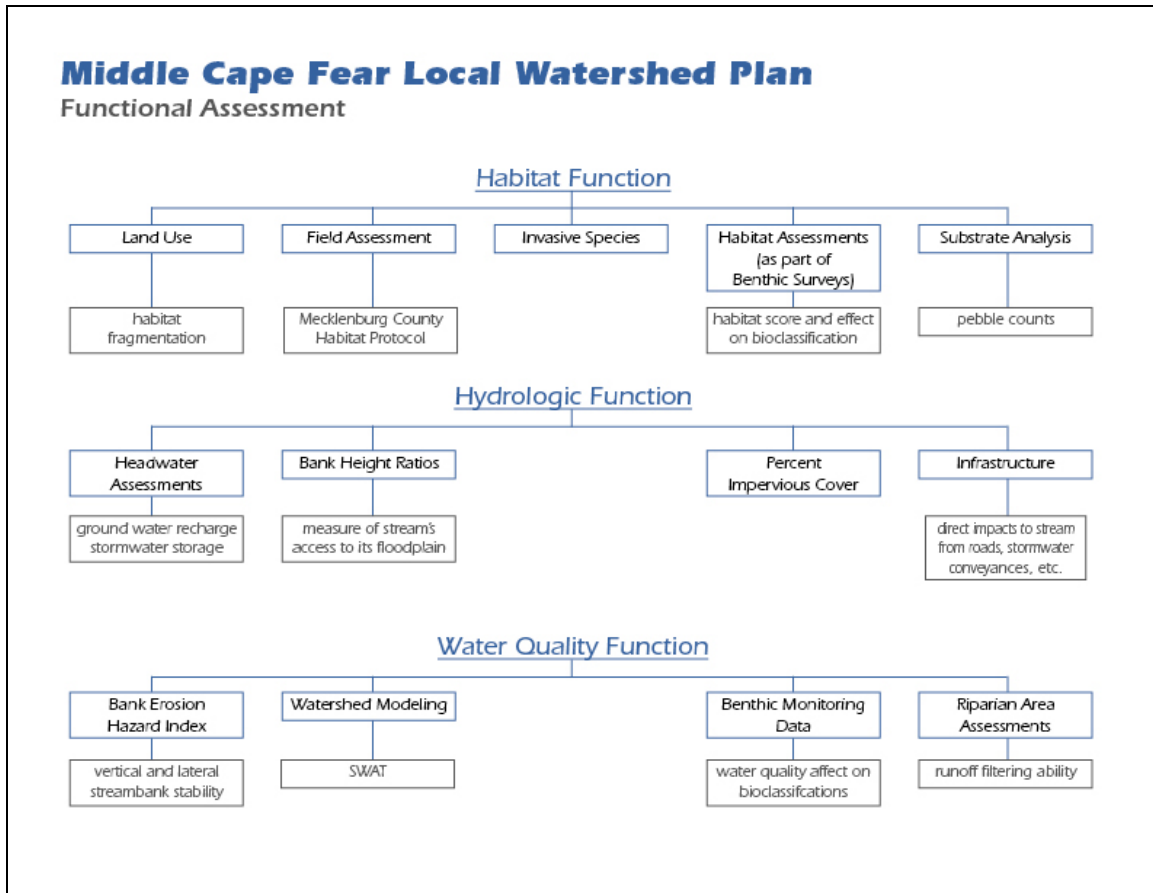 Middle Cape Fear Local Watershed Plan
Functional Assessment
Habitat Function
Land Use
Field Assessment
Invasive Species
Habitat Assessments
(as part of
Benthic Surveys)
Substrate Analysis
habitat
fragmentation
Mecklenburg County
Habitat Protocol
habitat score and effect
on bioclassification
pebble counts
Hydrologic Function
Headwater
Assessments
Bank Height Ratios
Percent
Impervious Cover
Infrastructure
ground water recharge
stormwater storage
measure of stream's
access to its floodplain
direct impacts to stream
from roads, stormwater
conveyances, etc.
Water Quality Function
Bank Erosion
Hazard Index
Watershed Modeling
Benthic Monitoring
Data
Riparian Area
Assessments
vertical and lateral
streambank stability
SWAT
water quality affect on
bioclassifcations
runoff filtering ability